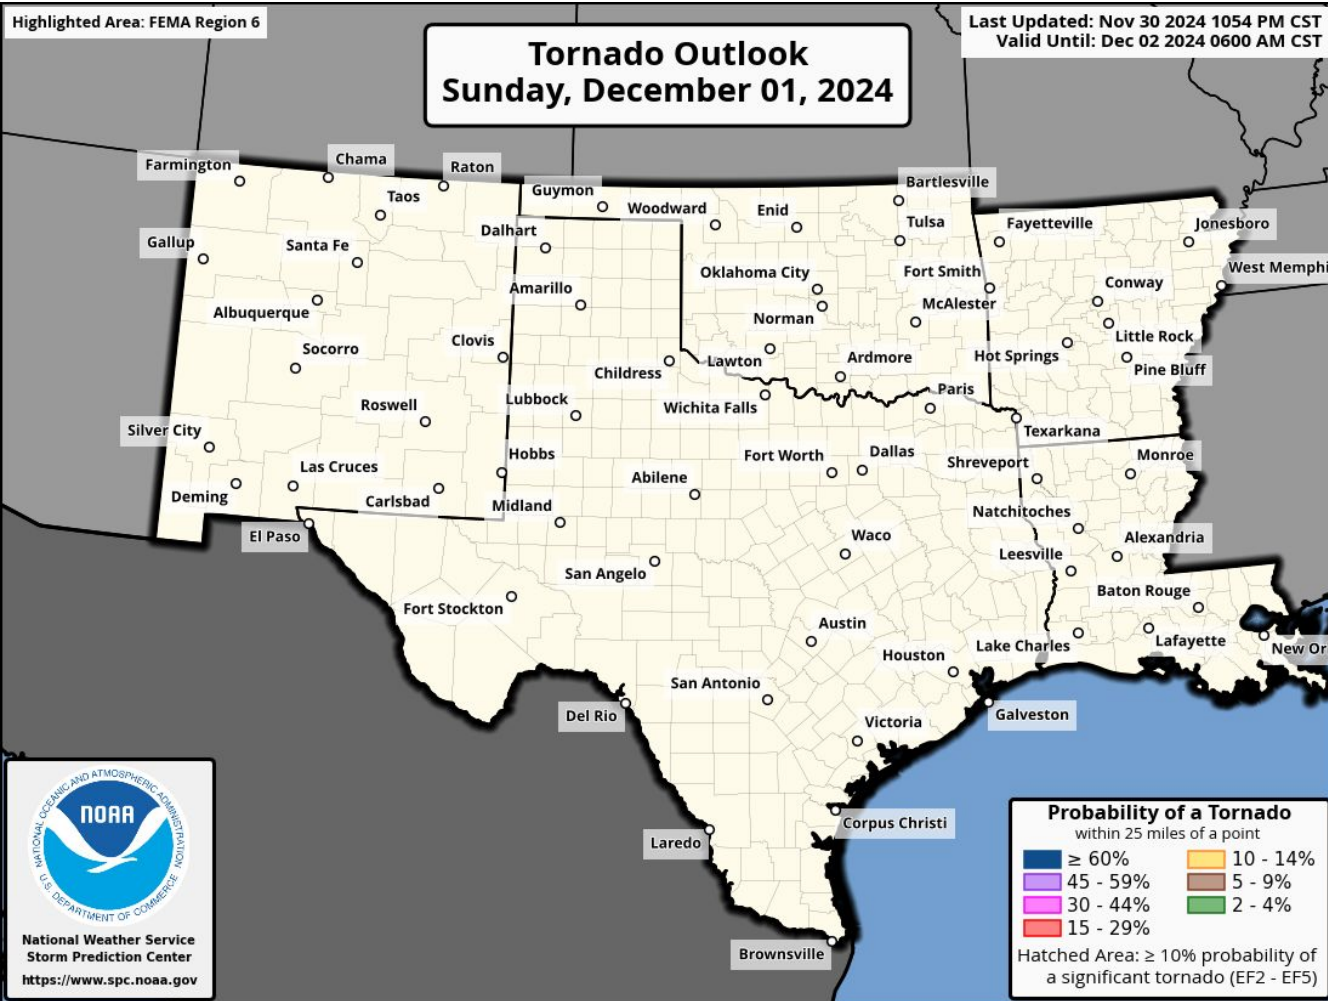 Highlighted Area: FEMA Region 6
Tornado Outlook
Sunday, December 01, 2024
Last Updated: Nov 30 2024 1054 PM CST
Valid Until: Dec 02 2024 0600 AM CST
Farmington
Chama
Raton
Taos
Guymon
Woodward
Enid
Bartlesville
Tulsa
Fayetteville
Jonesboro
Gallup
Santa Fe
Dalhart
Oklahoma City
Fort Smith
West Memphi
Albuquerque
Amarillo
Norman
McAlester
Conway
Socorro
Clovis
Childress
Lawton
Ardmore
Hot Springs
Little Rock
Pine Bluff
Roswell
Lubbock
Wichita Falls
Paris
Texarkana
Silver City
Las Cruces
Hobbs
Abilene
Fort Worth
Dallas
Shreveport
Monroe
Deming
Carlsbad
Midland
Natchitoches
El Paso
Waco
Leesville
Alexandria
San Angelo
Fort Stockton
Baton Rouge
Austin
Houston
Lake Charles
Lafayette
New Or
San Antonio
Del Rio
Victoria
Galveston
Corpus Christi
Laredo
Brownsville
NATIONAL OCEANIC AND ATMOSPHERIC ADMINISTRATION
NOAA
U.S. DEPARTMENT OF COMMERCE
National Weather Service
Storm Prediction Center
https://www.spc.noaa.gov
Probability of a Tornado
within 25 miles of a point
≥ 60%
45 - 59%
30 - 44%
15 - 29%
10 - 14%
5 - 9%
2 - 4%
Hatched Area: ≥ 10% probability of
a significant tornado (EF2 - EF5)